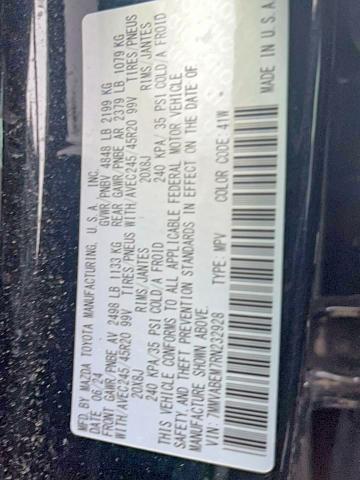 MFD BY MAZDA TOYOTA MANUFACTURING, U.S.A. INC.
DATE 06/24 GVWR/PNBV 4848 LB 2199 KG
FRONT GAWR/PNBE AV 2498 LB 1133 KG REAR GAWR/PNBE AR 2379 LB 1079 KG
WITH/AVEC245/45R20 99V TIRES/PNEUS WITH/AVEC245/45R20 99V TIRES/PNEUS
20X8J RIMS/JANTES 20X8J RIMS/JANTES
240 KPA/35 PSI COLD/A FROID 240 KPA/35 PSI COLD/A FROID
THIS VEHICLE CONFORMS TO ALL APPLICABLE FEDERAL MOTOR VEHICLE
SAFETY AND THEFT PREVENTION STANDARDS IN EFFECT ON THE DATE OF
MANUFACTURE SHOWN ABOVE.
VIN: 7MMVABEM7RN232928 TYPE: MPV COLOR CODE: 41W
MADE IN U.S.A